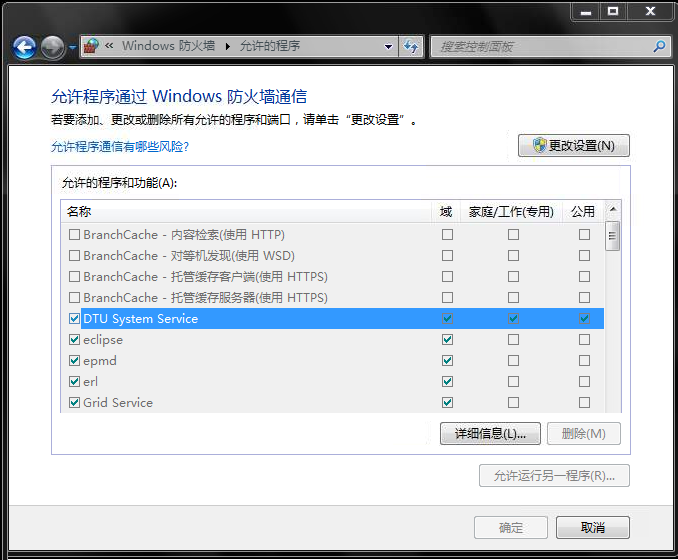 « Windows 防火墙 ▸ 允许的程序
搜索控制面板
允许程序通过 Windows 防火墙通信
若要添加、更改或删除所有允许的程序和端口，请单击“更改设置”。
允许程序通信有哪些风险?
更改设置(N)
允许的程序和功能(A):
名称 域 家庭/工作(专用) 公用
BranchCache - 内容检索(使用 HTTP)
BranchCache - 对等机发现(使用 WSD)
BranchCache - 托管缓存客户端(使用 HTTPS)
BranchCache - 托管缓存服务器(使用 HTTPS)
DTU System Service
eclipse
epmd
erl
Grid Service
详细信息(L)... 删除(M)
允许运行另一程序(R)...
确定 取消